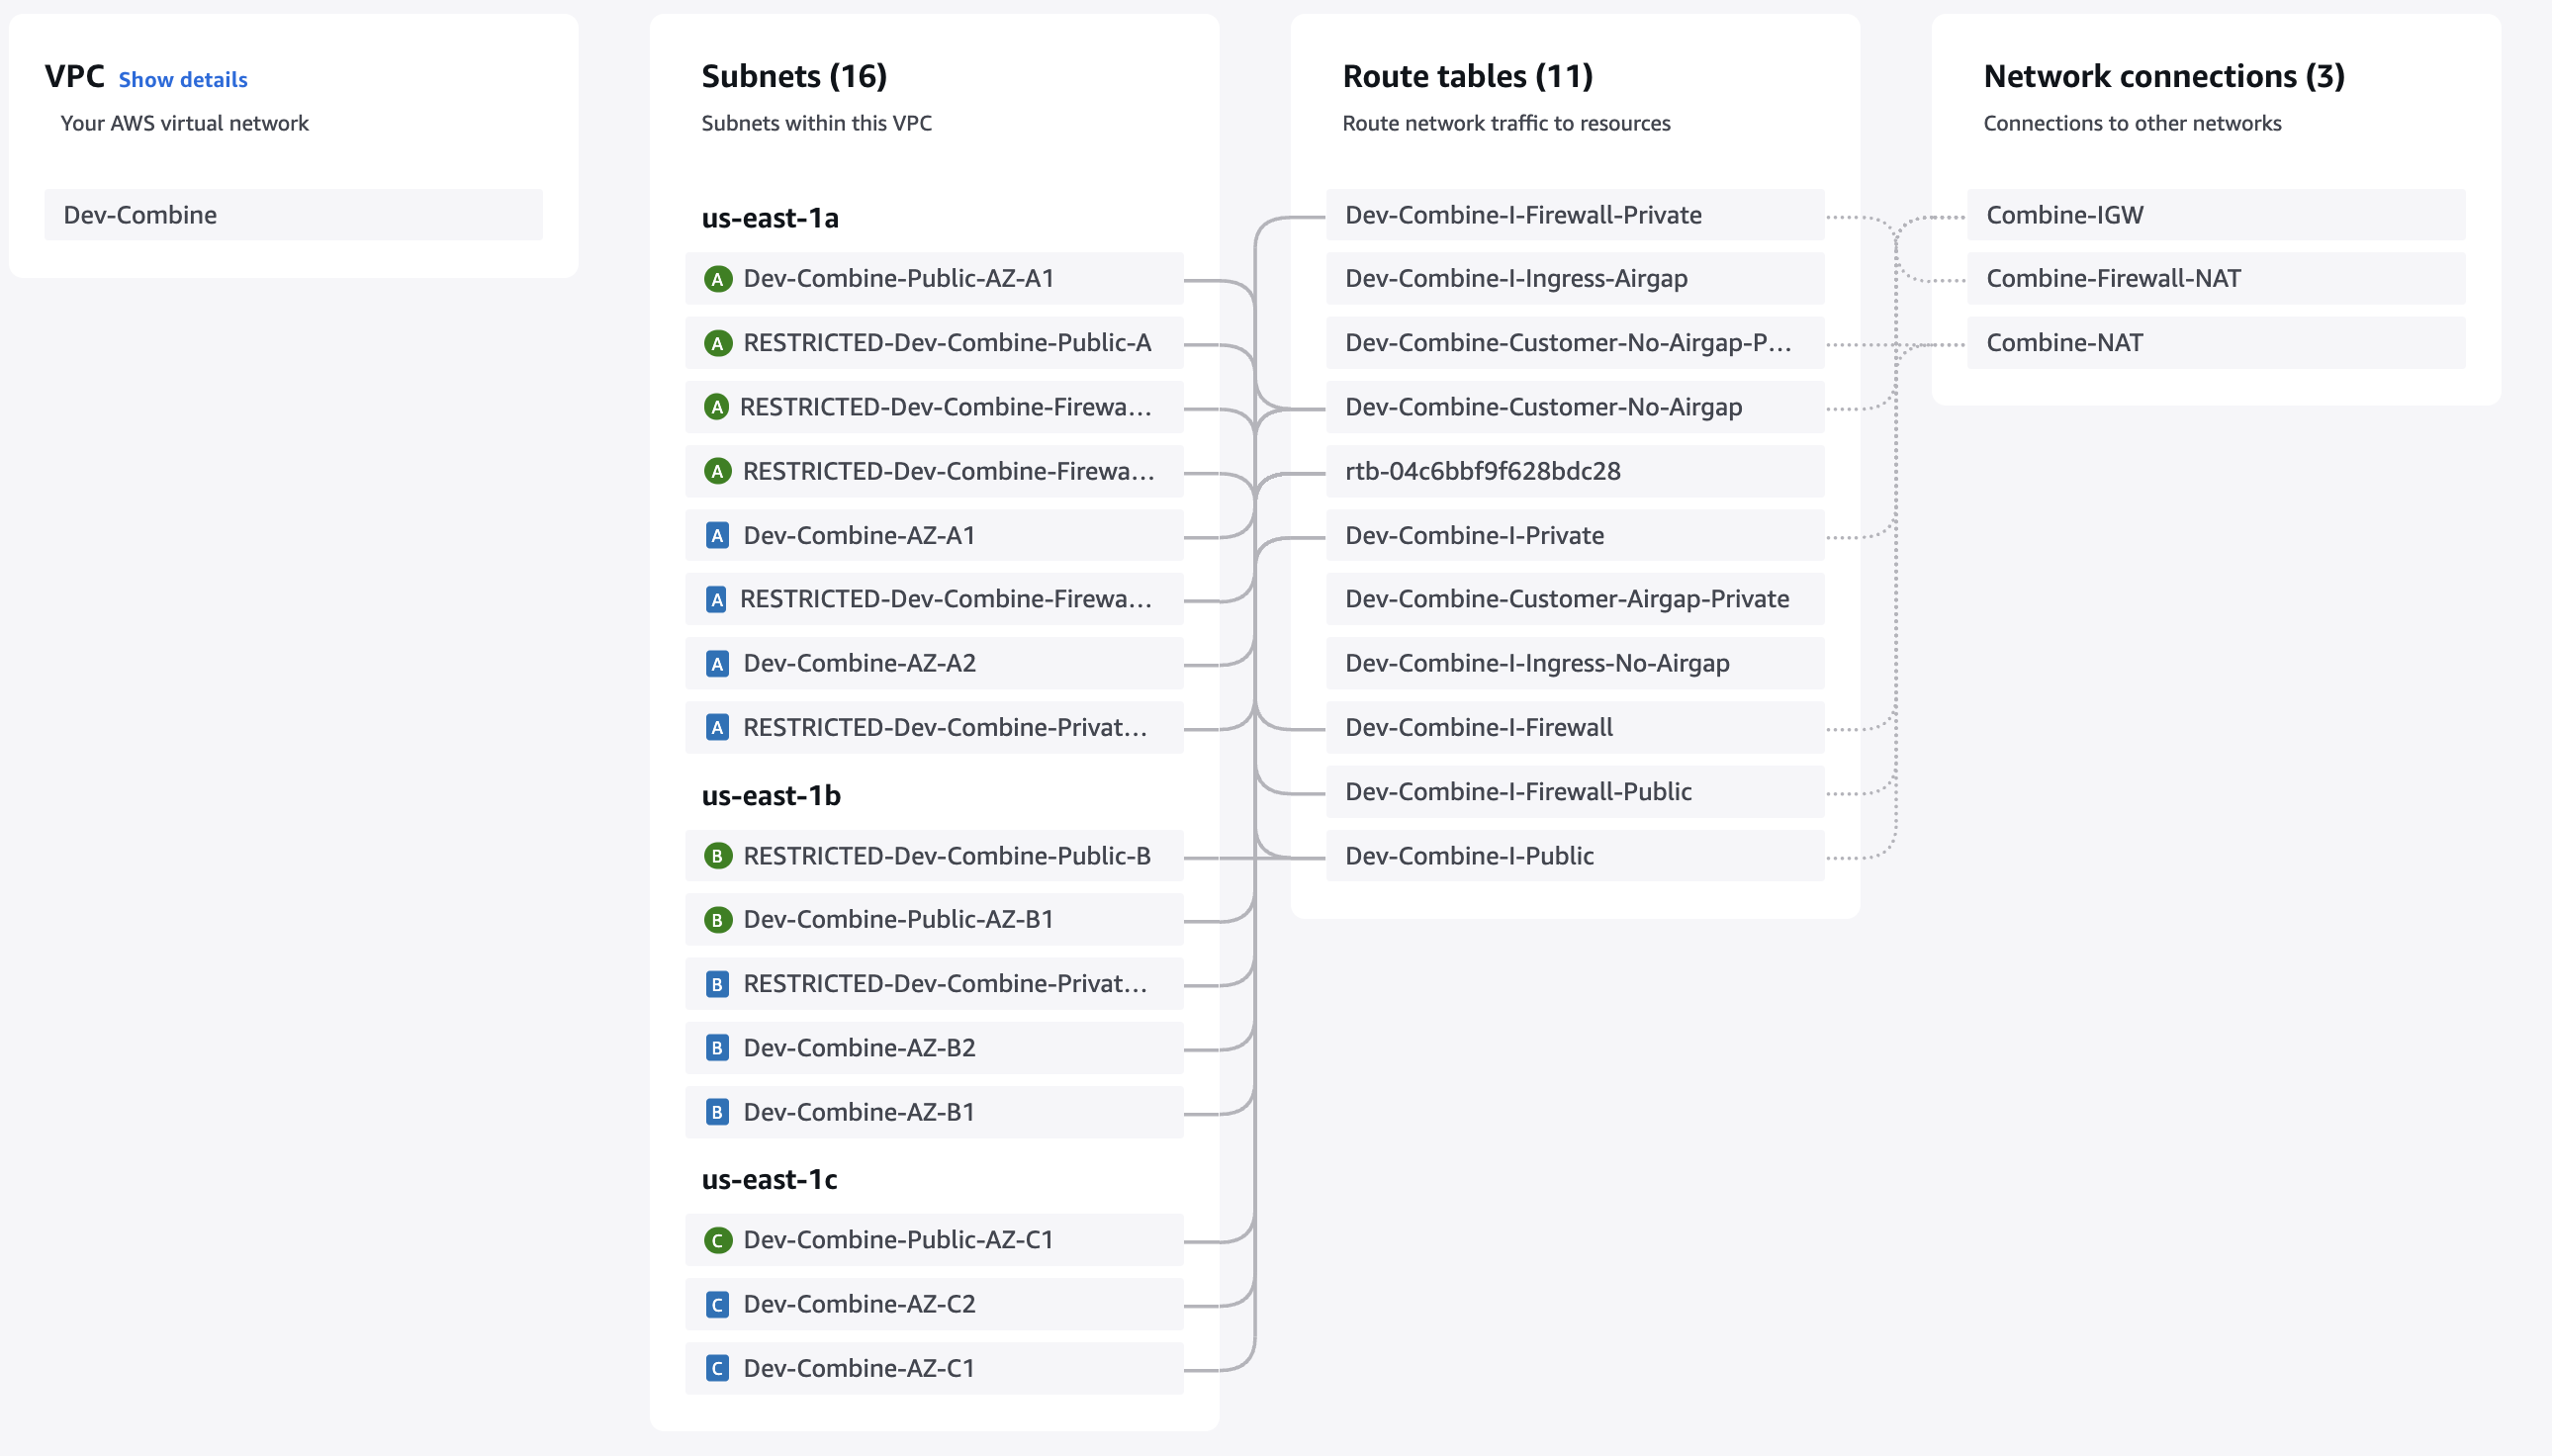 VPC Show details
Your AWS virtual network
Dev-Combine
Subnets (16)
Subnets within this VPC
us-east-1a
A Dev-Combine-Public-AZ-A1
A RESTRICTED-Dev-Combine-Public-A
A RESTRICTED-Dev-Combine-Firewa...
A RESTRICTED-Dev-Combine-Firewa...
A Dev-Combine-AZ-A1
A RESTRICTED-Dev-Combine-Firewa...
A Dev-Combine-AZ-A2
A RESTRICTED-Dev-Combine-Privat...
us-east-1b
B RESTRICTED-Dev-Combine-Public-B
B Dev-Combine-Public-AZ-B1
B RESTRICTED-Dev-Combine-Privat...
B Dev-Combine-AZ-B2
B Dev-Combine-AZ-B1
us-east-1c
C Dev-Combine-Public-AZ-C1
C Dev-Combine-AZ-C2
C Dev-Combine-AZ-C1
Route tables (11)
Route network traffic to resources
Dev-Combine-I-Firewall-Private
Dev-Combine-I-Ingress-Airgap
Dev-Combine-Customer-No-Airgap-P...
Dev-Combine-Customer-No-Airgap
rtb-04c6bbf9f628bdc28
Dev-Combine-I-Private
Dev-Combine-Customer-Airgap-Private
Dev-Combine-I-Ingress-No-Airgap
Dev-Combine-I-Firewall
Dev-Combine-I-Firewall-Public
Dev-Combine-I-Public
Network connections (3)
Connections to other networks
Combine-IGW
Combine-Firewall-NAT
Combine-NAT